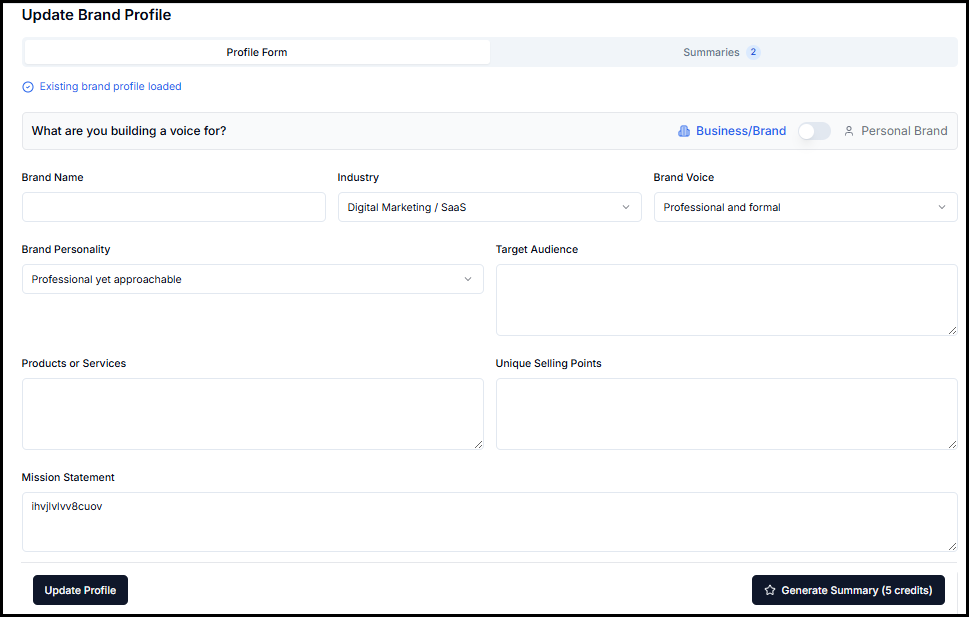 Update Brand Profile
Profile Form
Summaries 2
Existing brand profile loaded
What are you building a voice for?
Business/Brand
Personal Brand
Brand Name
Industry
Brand Voice
Digital Marketing / SaaS
Professional and formal
Brand Personality
Target Audience
Professional yet approachable
Products or Services
Unique Selling Points
Mission Statement
ihvjlvlvv8cuov
Update Profile
Generate Summary (5 credits)